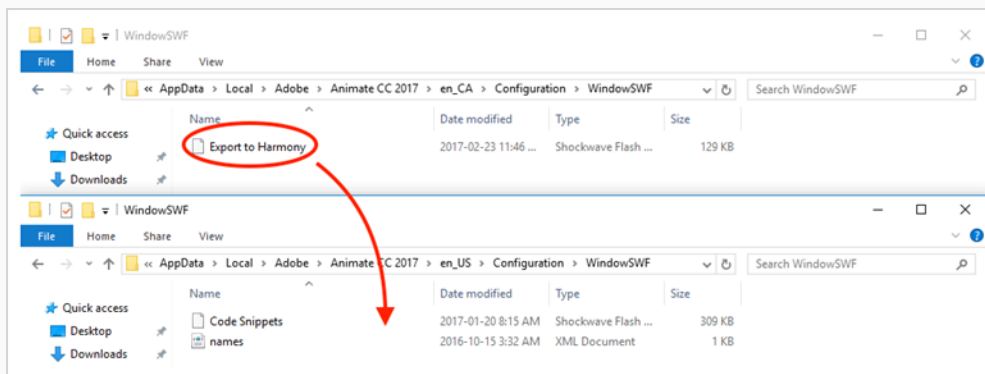 WindowSWF
File Home Share View
« AppData > Local > Adobe > Animate CC 2017 > en_CA > Configuration > WindowSWF Search WindowSWF
Name Date modified Type Size
Quick access
Export to Harmony 2017-02-23 11:46 ... Shockwave Flash ... 129 KB
Desktop
Downloads
WindowSWF
File Home Share View
« AppData > Local > Adobe > Animate CC 2017 > en_US > Configuration > WindowSWF Search WindowSWF
Name Date modified Type Size
Quick access
Code Snippets 2017-01-20 8:15 AM Shockwave Flash ... 309 KB
Desktop
names 2016-10-15 3:32 AM XML Document 1 KB
Downloads